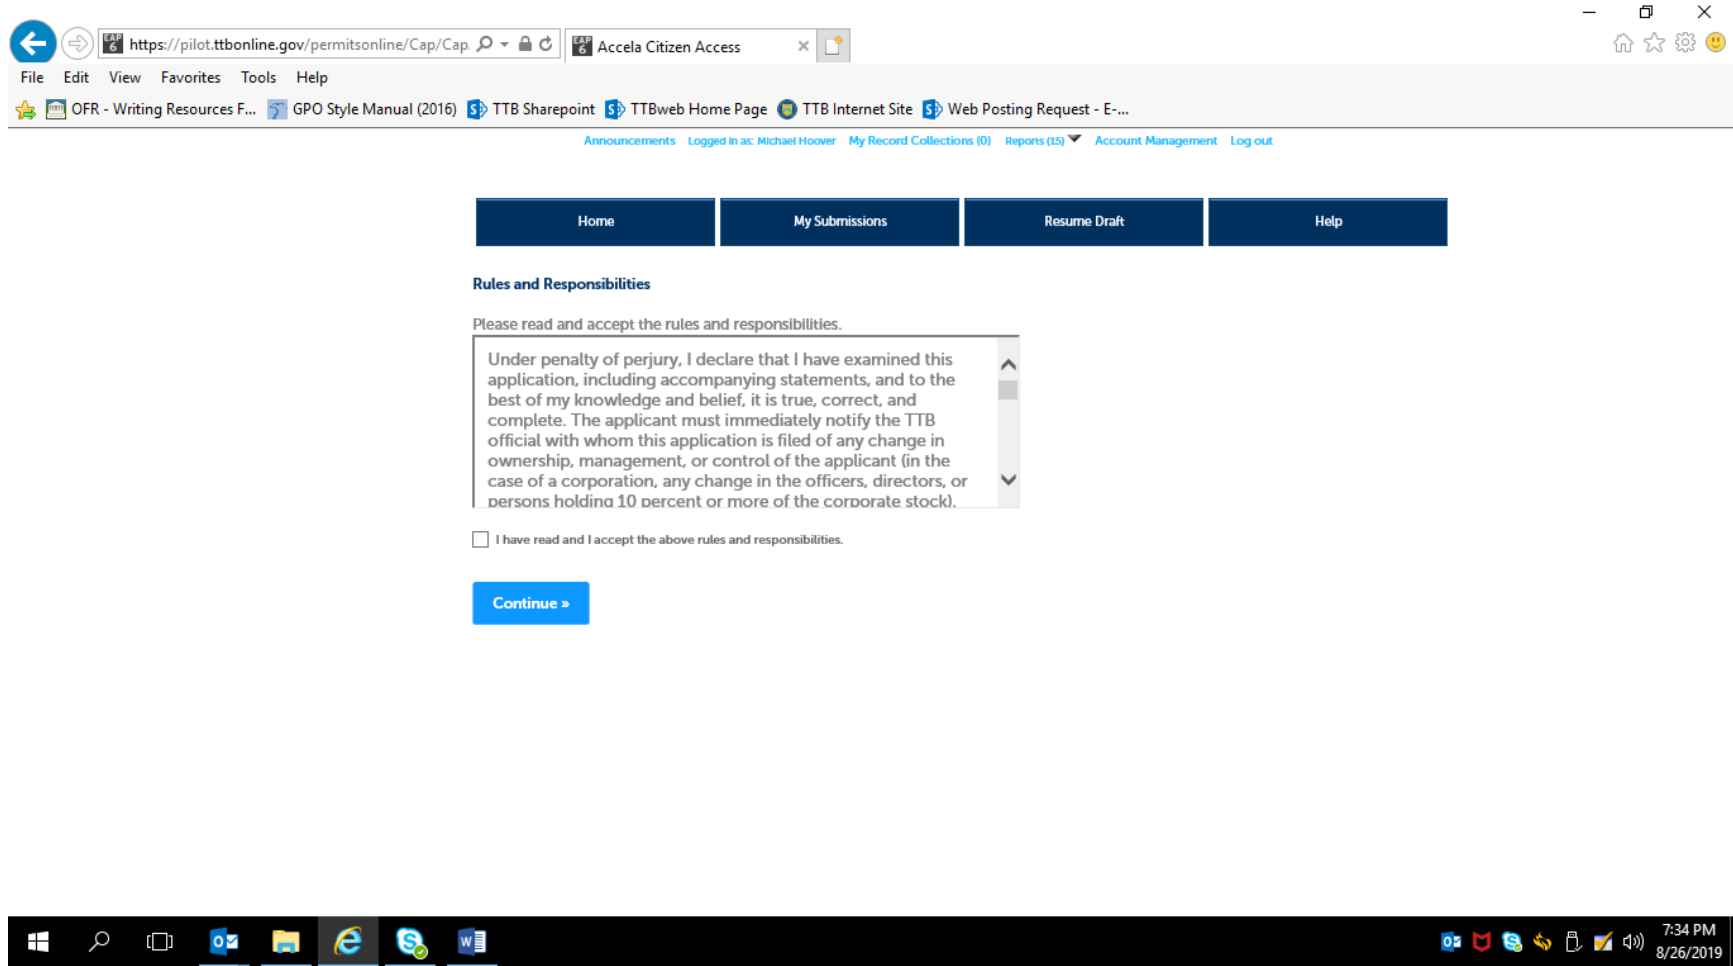 https://pilot.ttbonline.gov/permitsonline/Cap/Cap.
EAP 6 Accela Citizen Access
File Edit View Favorites Tools Help
OFR - Writing Resources F... GPO Style Manual (2016) TTB Sharepoint TTBweb Home Page TTB Internet Site Web Posting Request - E-...
Announcements Logged in as: Michael Hoover My Record Collections (0) Reports (15) Account Management Log out
Home My Submissions Resume Draft Help
Rules and Responsibilities
Please read and accept the rules and responsibilities.
Under penalty of perjury, I declare that I have examined this
application, including accompanying statements, and to the
best of my knowledge and belief, it is true, correct, and
complete. The applicant must immediately notify the TTB
official with whom this application is filed of any change in
ownership, management, or control of the applicant (in the
case of a corporation, any change in the officers, directors, or
persons holding 10 percent or more of the corporate stock).
I have read and I accept the above rules and responsibilities.
Continue »
7:34 PM
8/26/2019